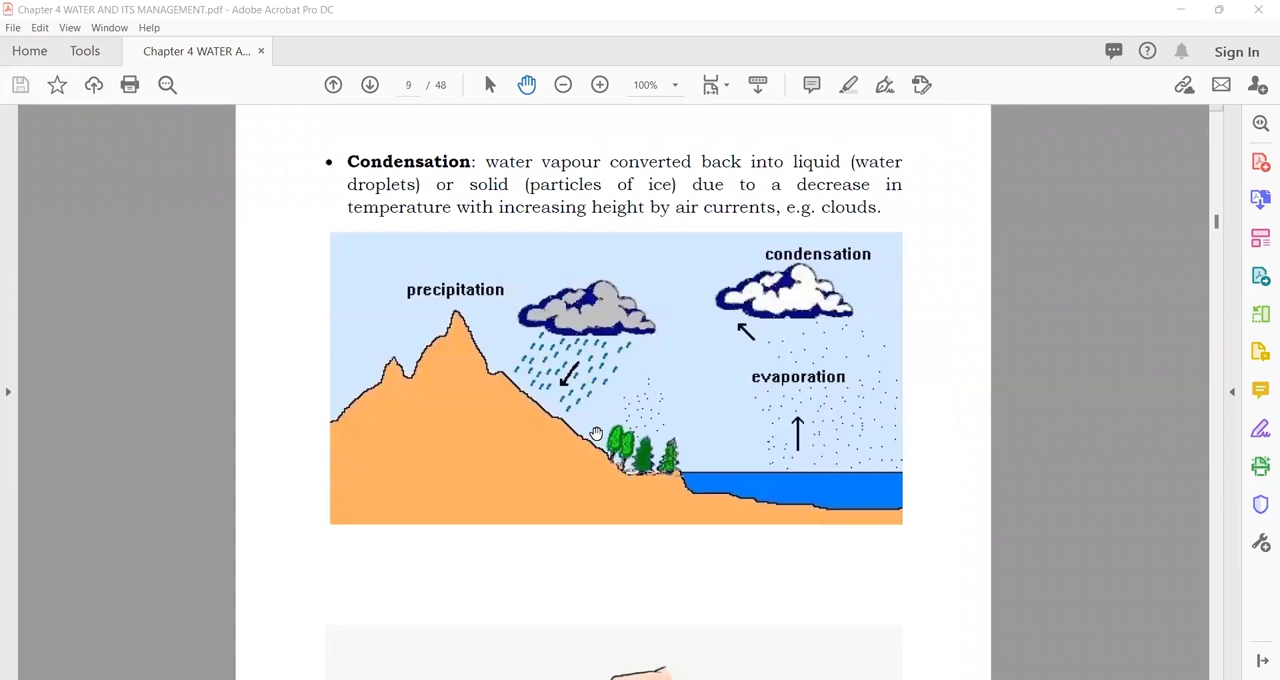 Chapter 4 WATER AND ITS MANAGEMENT.pdf - Adobe Acrobat Pro DC
File Edit View Window Help
Home Tools Chapter 4 WATER A... × Sign In
9 / 48 100%
• Condensation: water vapour converted back into liquid (water
droplets) or solid (particles of ice) due to a decrease in
temperature with increasing height by air currents, e.g. clouds.
condensation
precipitation
evaporation